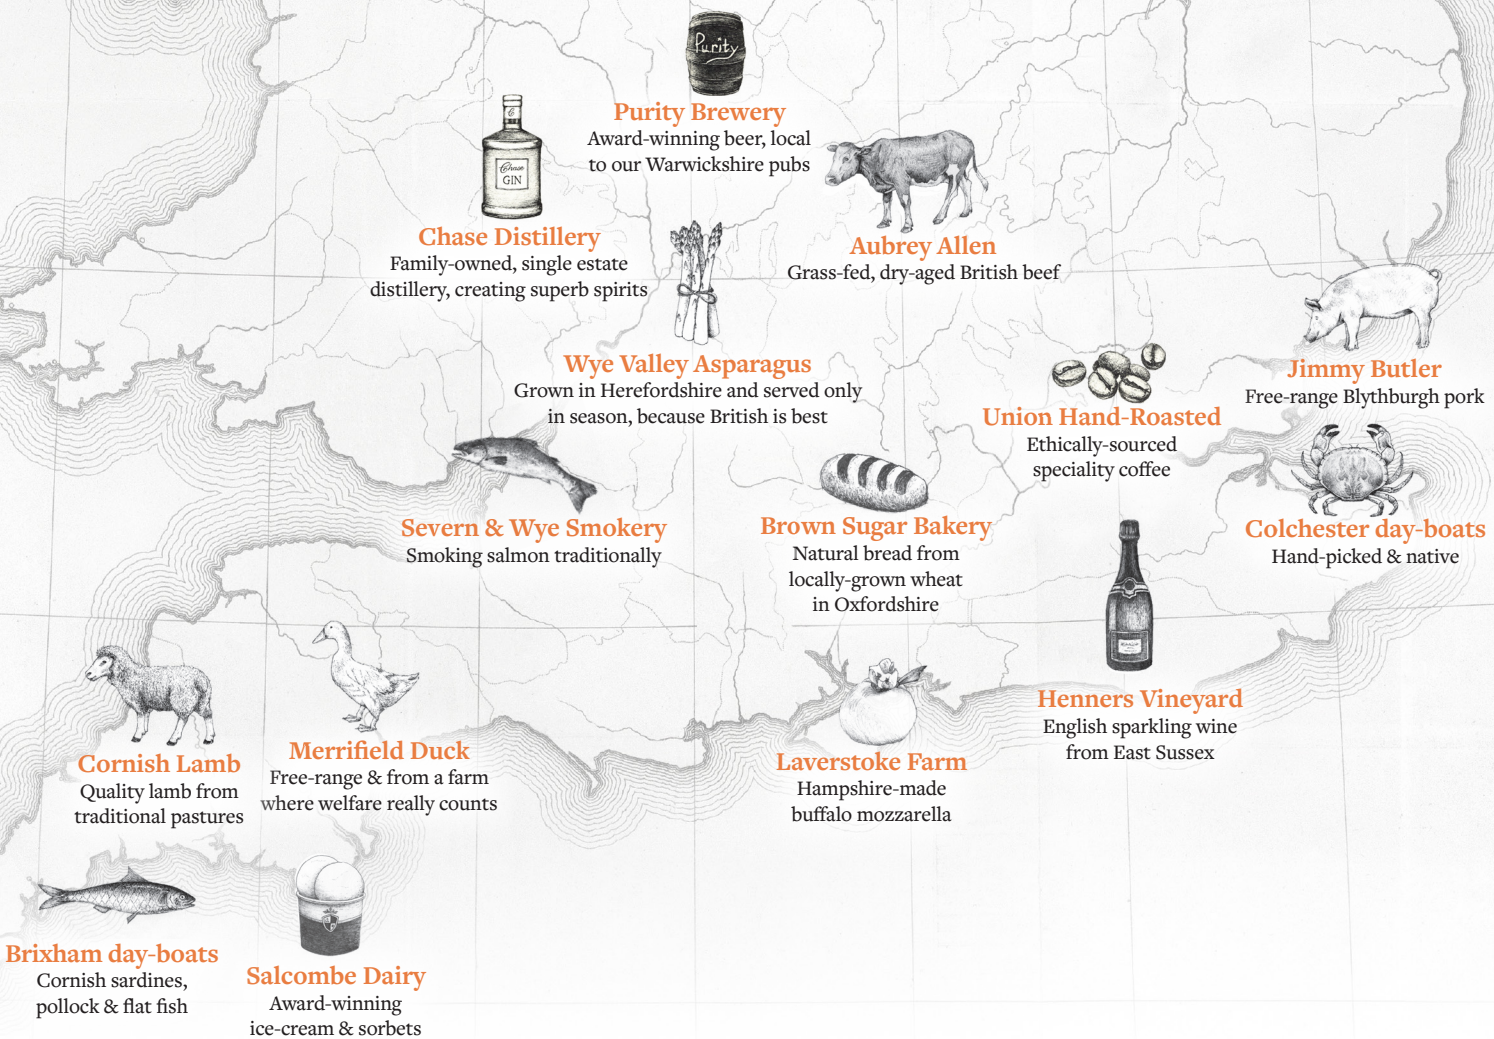 Purity
Purity Brewery
Award-winning beer, local
to our Warwickshire pubs
Chase
GIN
Chase Distillery
Family-owned, single estate
distillery, creating superb spirits
Aubrey Allen
Grass-fed, dry-aged British beef
Wye Valley Asparagus
Grown in Herefordshire and served only
in season, because British is best
Jimmy Butler
Free-range Blythburgh pork
Union Hand-Roasted
Ethically-sourced
speciality coffee
Severn & Wye Smokery
Smoking salmon traditionally
Brown Sugar Bakery
Natural bread from
locally-grown wheat
in Oxfordshire
Colchester day-boats
Hand-picked & native
Henners Vineyard
English sparkling wine
from East Sussex
Cornish Lamb
Quality lamb from
traditional pastures
Merrifield Duck
Free-range & from a farm
where welfare really counts
Laverstoke Farm
Hampshire-made
buffalo mozzarella
Brixham day-boats
Cornish sardines,
pollock & flat fish
Salcombe Dairy
Award-winning
ice-cream & sorbets